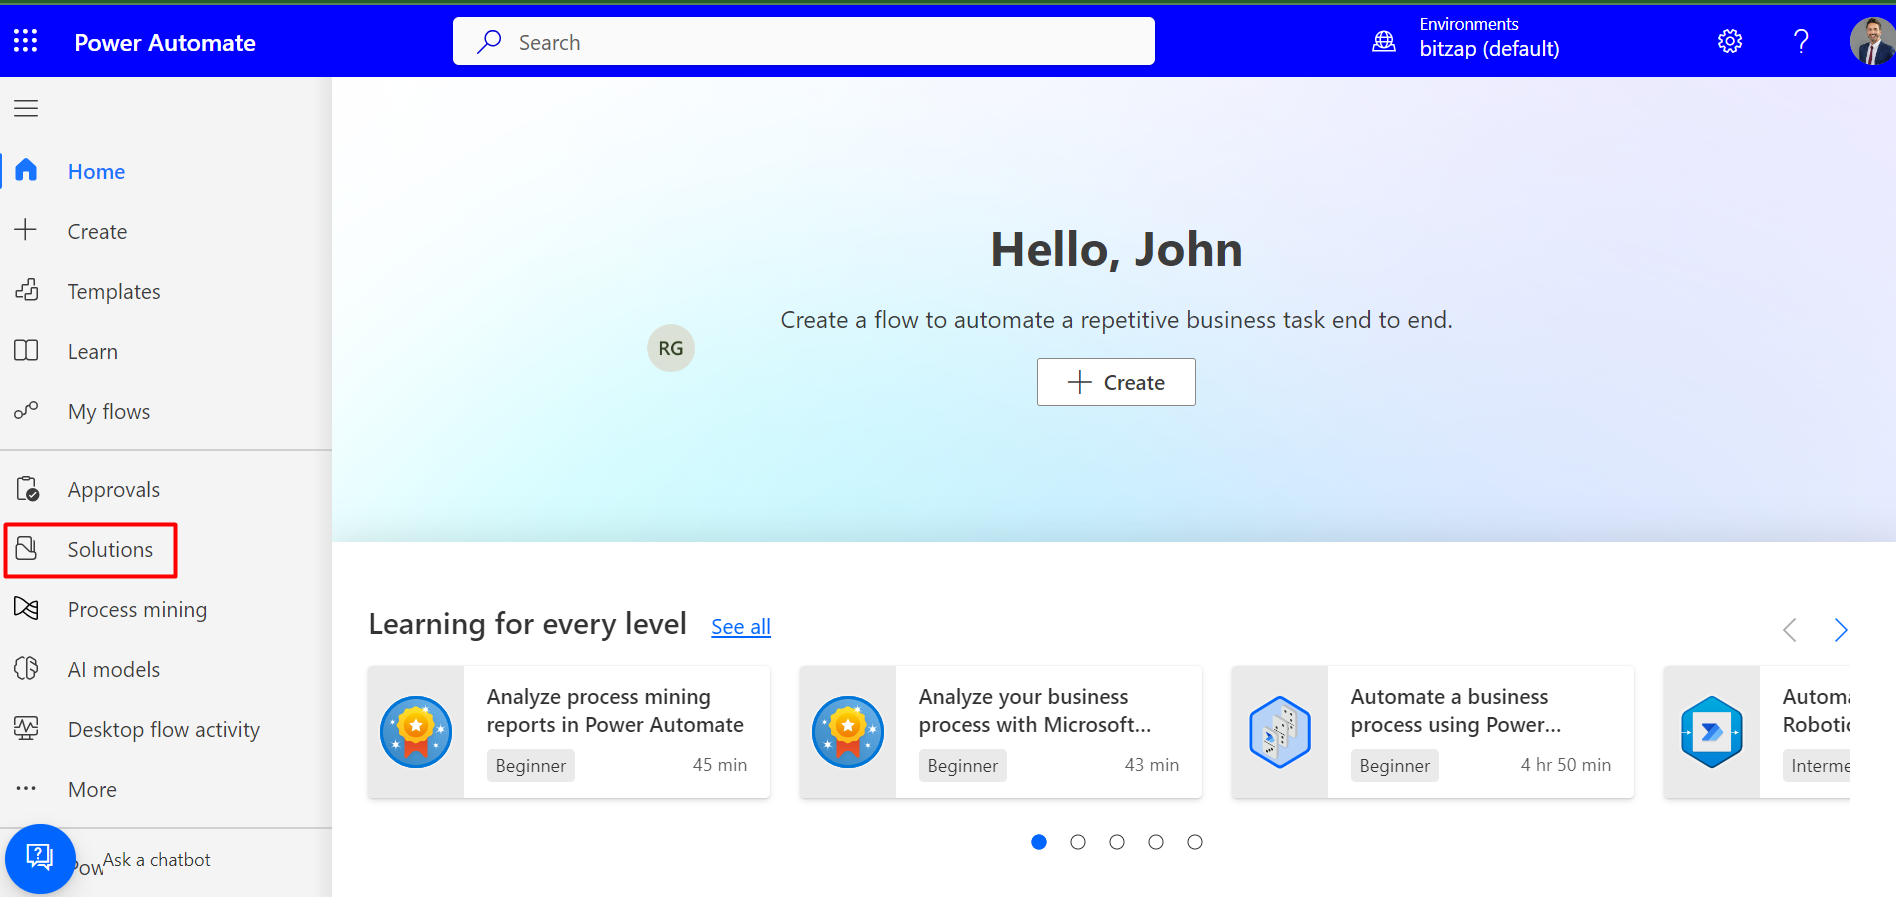 Power Automate
Search
Environments
bitzap (default)
Home
Create
Templates
Learn
My flows
Approvals
Solutions
Process mining
AI models
Desktop flow activity
More
Pow
Ask a chatbot
Hello, John
Create a flow to automate a repetitive business task end to end.
RG
Create
Learning for every level See all
Analyze process mining
reports in Power Automate
Beginner 45 min
Analyze your business
process with Microsoft...
Beginner 43 min
Automate a business
process using Power...
Beginner 4 hr 50 min
Automa
Robotic
Interme